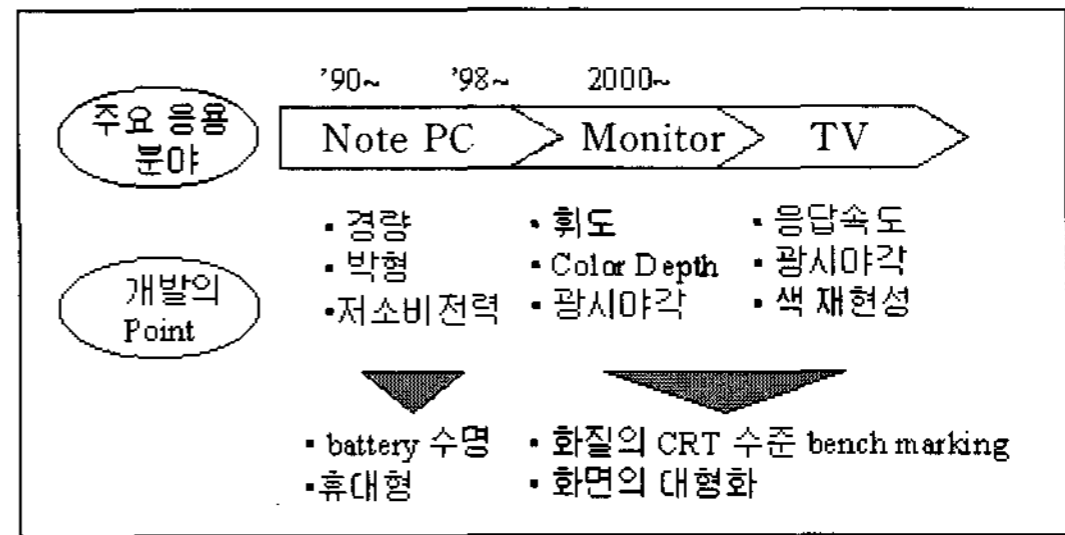 '90~ '98~ 2000~
주요 응용
분야
Note PC Monitor TV
▪ 경량 ▪ 휘도 ▪ 응답속도
▪ 박형 ▪ Color Depth ▪ 광시야각
▪저소비전력 ▪ 광시야각 ▪ 색 재현성
개발의
Point
▪ battery 수명 ▪ 화질의 CRT 수준 bench marking
▪휴대형 ▪ 화면의 대형화